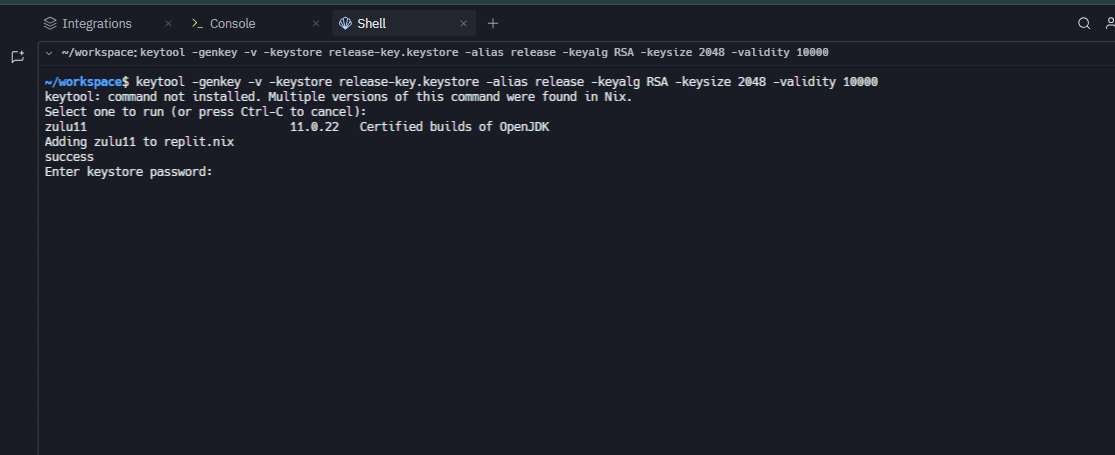 Integrations × >_ Console × Shell × +
~/workspace: keytool -genkey -v -keystore release-key.keystore -alias release -keyalg RSA -keysize 2048 -validity 10000
~/workspace$ keytool -genkey -v -keystore release-key.keystore -alias release -keyalg RSA -keysize 2048 -validity 10000
keytool: command not installed. Multiple versions of this command were found in Nix.
Select one to run (or press Ctrl-C to cancel):
zulu11 11.0.22 Certified builds of OpenJDK
Adding zulu11 to replit.nix
success
Enter keystore password: